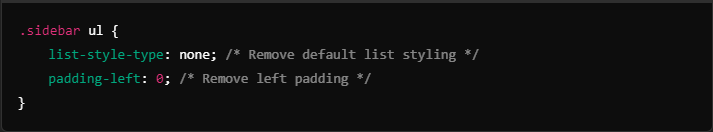 .sidebar ul {
    list-style-type: none; /* Remove default list styling */
    padding-left: 0; /* Remove left padding */
}